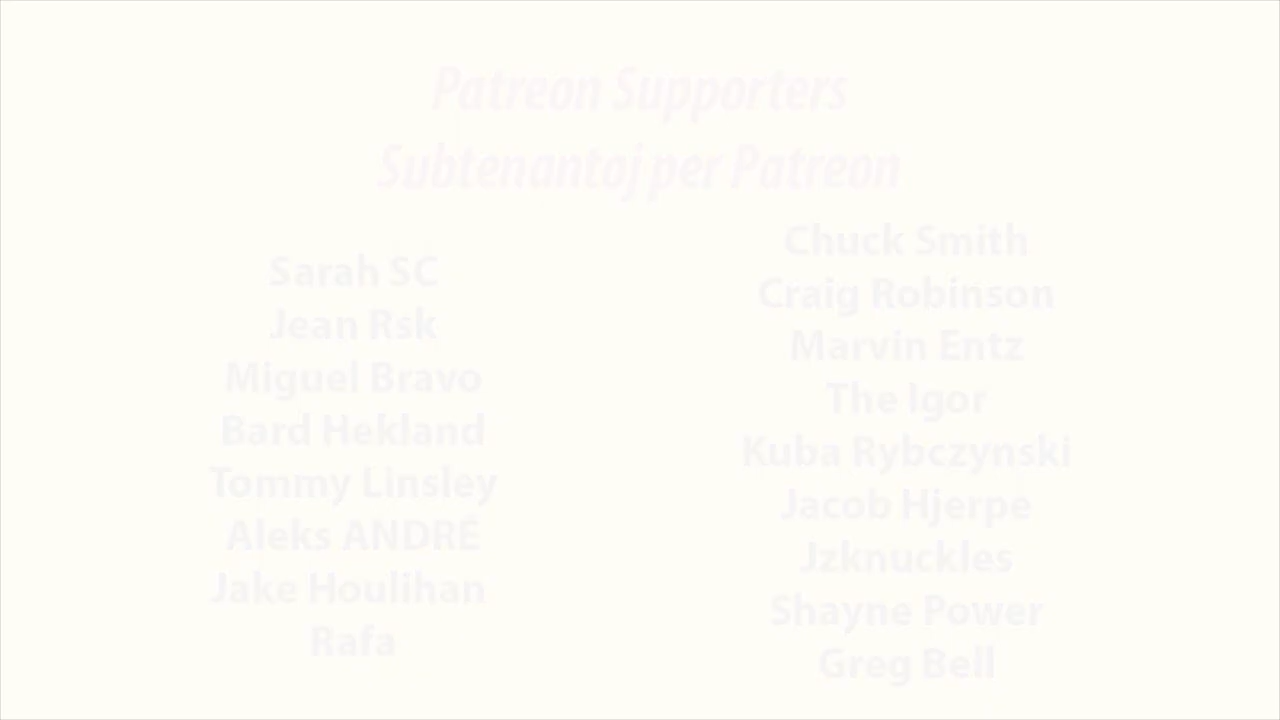 Patreon Supporters
Subtenantoj per Patreon
Sarah SC
Jean Rsk
Miguel Bravo
Bard Hekland
Tommy Linsley
Aleks ANDRÉ
Jake Houlihan
Rafa
Chuck Smith
Craig Robinson
Marvin Entz
The Igor
Kuba Rybczynski
Jacob Hjerpe
Jzknuckles
Shayne Power
Greg Bell